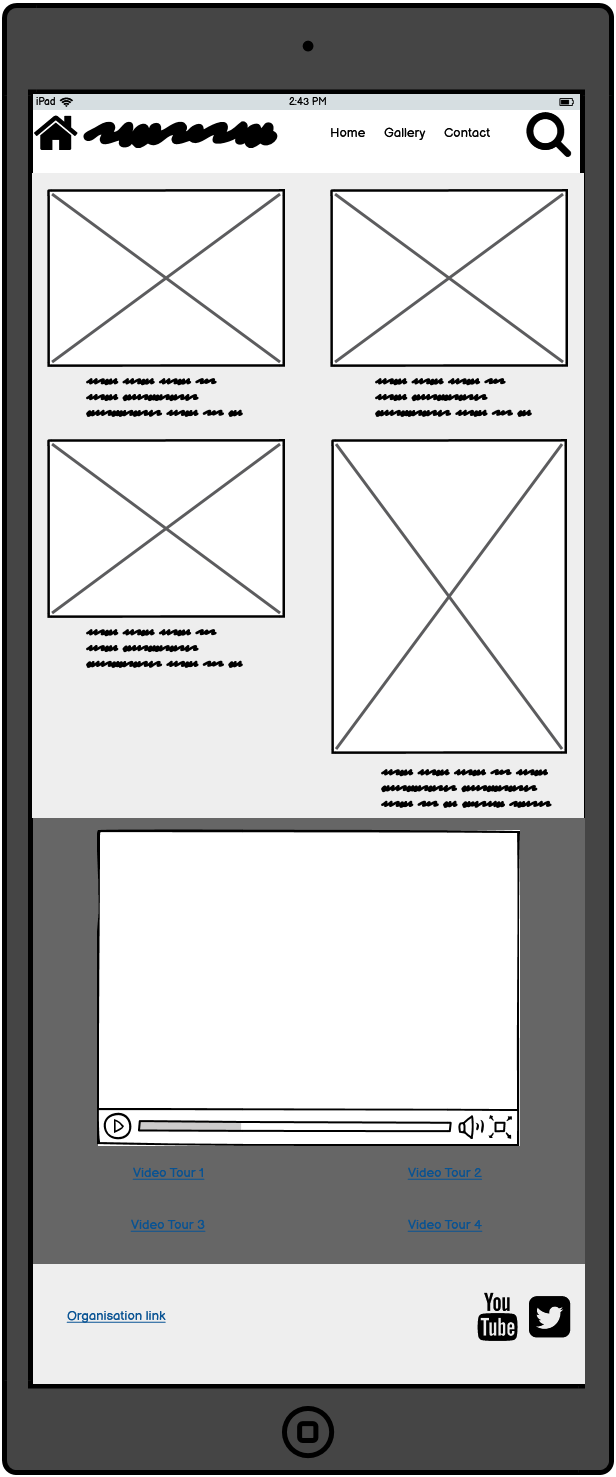 iPad 2:43 PM
Home Gallery Contact
Video Tour 1 Video Tour 2
Video Tour 3 Video Tour 4
Organisation link
You
Tube